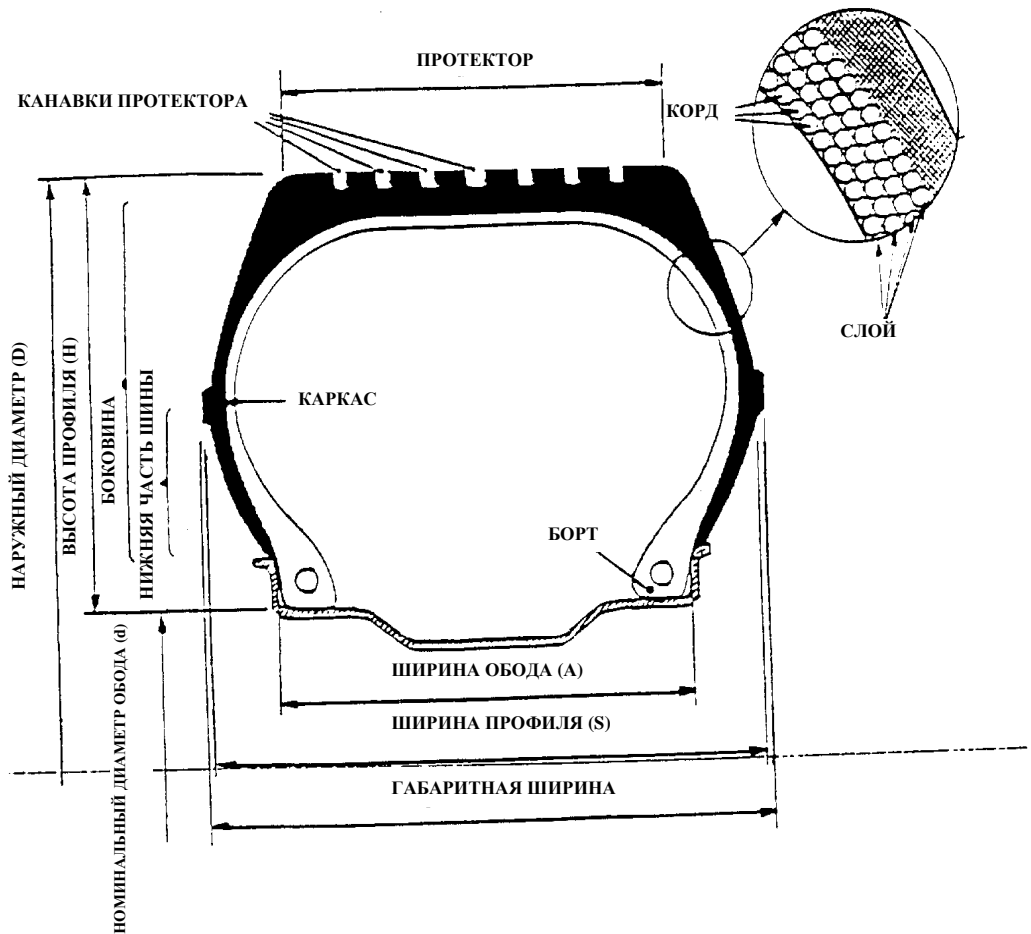 ПРОТЕКТОР
КАНАВКИ ПРОТЕКТОРА
КОРД
СЛОЙ
КАРКАС
БОРТ
НАРУЖНЫЙ ДИАМЕТР (D)
ВЫСОТА ПРОФИЛЯ (H)
БОКОВИНА
НИЖНЯЯ ЧАСТЬ ШИНЫ
НОМИНАЛЬНЫЙ ДИАМЕТР ОБОДА (d)
ШИРИНА ОБОДА (A)
ШИРИНА ПРОФИЛЯ (S)
ГАБАРИТНАЯ ШИРИНА